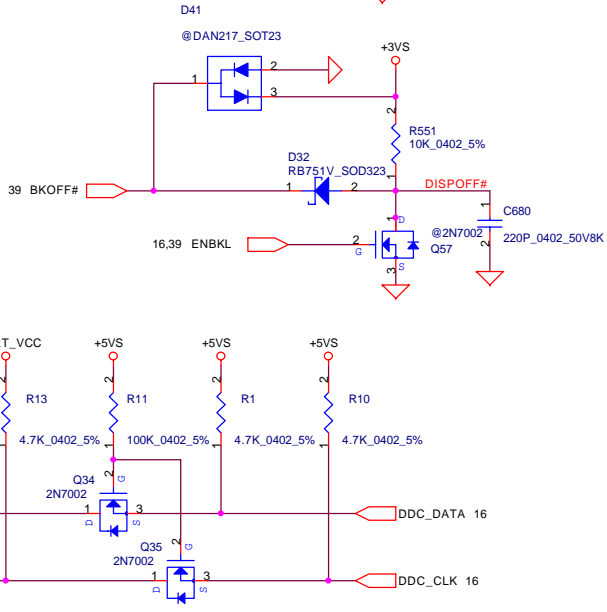 D41
@DAN217_SOT23
+3VS
1
2
3
2
R551
10K_0402_5%
1
D32
RB751V_SOD323
39 BKOFF#
1
2
DISPOFF#
1
C680
220P_0402_50V8K
2
1
D
@2N7002
Q57
16,39 ENBKL
2
G
3
S
T_VCC
+5VS
+5VS
+5VS
2
R13
4.7K_0402_5%
1
2
R11
100K_0402_5%
1
2
R1
4.7K_0402_5%
1
2
R10
4.7K_0402_5%
1
Q34
2N7002
2
G
1
D
3
S
DDC_DATA 16
Q35
2N7002
2
G
1
D
3
S
DDC_CLK 16